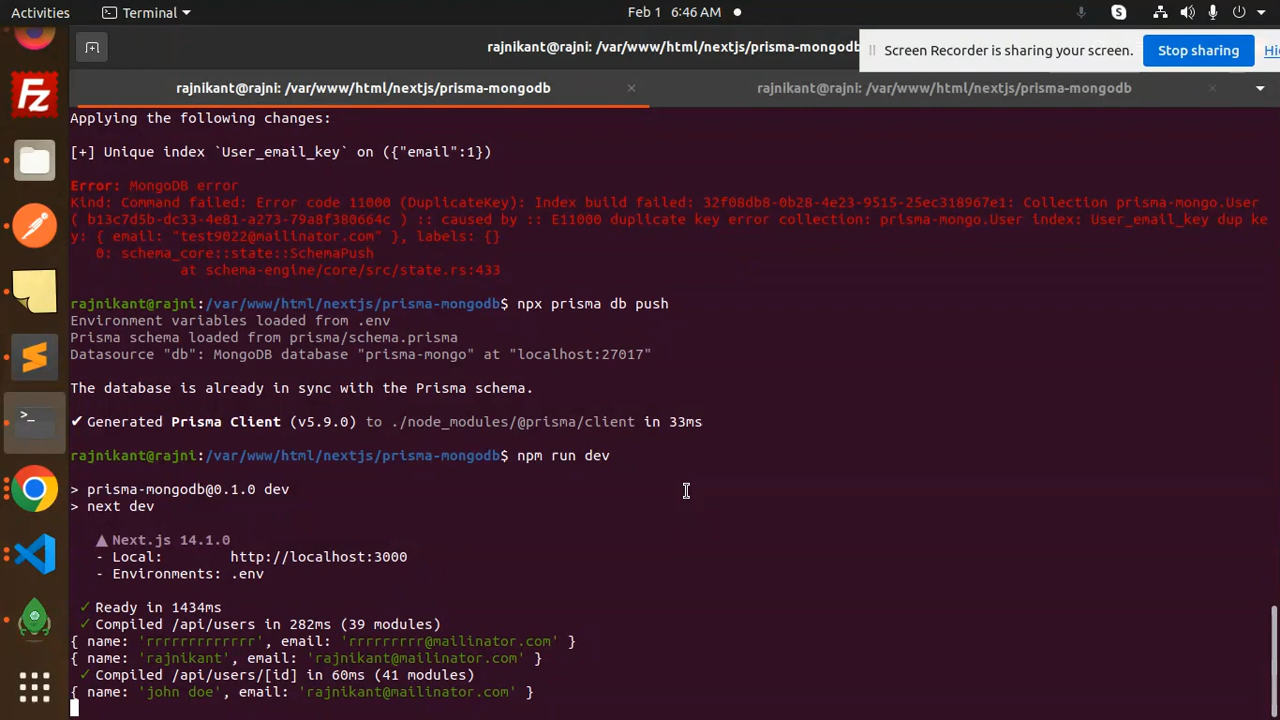 Activities
Terminal
Feb 1 6:46 AM
rajnikant@rajni: /var/www/html/nextjs/prisma-mongodb
Screen Recorder is sharing your screen.
Stop sharing
rajnikant@rajni: /var/www/html/nextjs/prisma-mongodb
rajnikant@rajni: /var/www/html/nextjs/prisma-mongodb
Applying the following changes:
[+] Unique index `User_email_key` on ({"email":1})
Error: MongoDB error
Kind: Command failed: Error code 11000 (DuplicateKey): Index build failed: 32f08db8-0b28-4e23-9515-25ec318967e1: Collection prisma-mongo.User
( b13c7d5b-dc33-4e81-a273-79a8f380664c ) :: caused by :: E11000 duplicate key error collection: prisma-mongo.User index: User_email_key dup ke
y: { email: "test9022@mailinator.com" }, labels: {}
0: schema_core::state::SchemaPush
at schema-engine/core/src/state.rs:433
rajnikant@rajni:/var/www/html/nextjs/prisma-mongodb$ npx prisma db push
Environment variables loaded from .env
Prisma schema loaded from prisma/schema.prisma
Datasource "db": MongoDB database "prisma-mongo" at "localhost:27017"
The database is already in sync with the Prisma schema.
✔ Generated Prisma Client (v5.9.0) to ./node_modules/@prisma/client in 33ms
rajnikant@rajni:/var/www/html/nextjs/prisma-mongodb$ npm run dev
> prisma-mongodb@0.1.0 dev
> next dev
▲ Next.js 14.1.0
- Local: http://localhost:3000
- Environments: .env
✓ Ready in 1434ms
✓ Compiled /api/users in 282ms (39 modules)
{ name: 'rrrrrrrrrrrrr', email: 'rrrrrrrrr@mailinator.com' }
{ name: 'rajnikant', email: 'rajnikant@mailinator.com' }
✓ Compiled /api/users/[id] in 60ms (41 modules)
{ name: 'john doe', email: 'rajnikant@mailinator.com' }